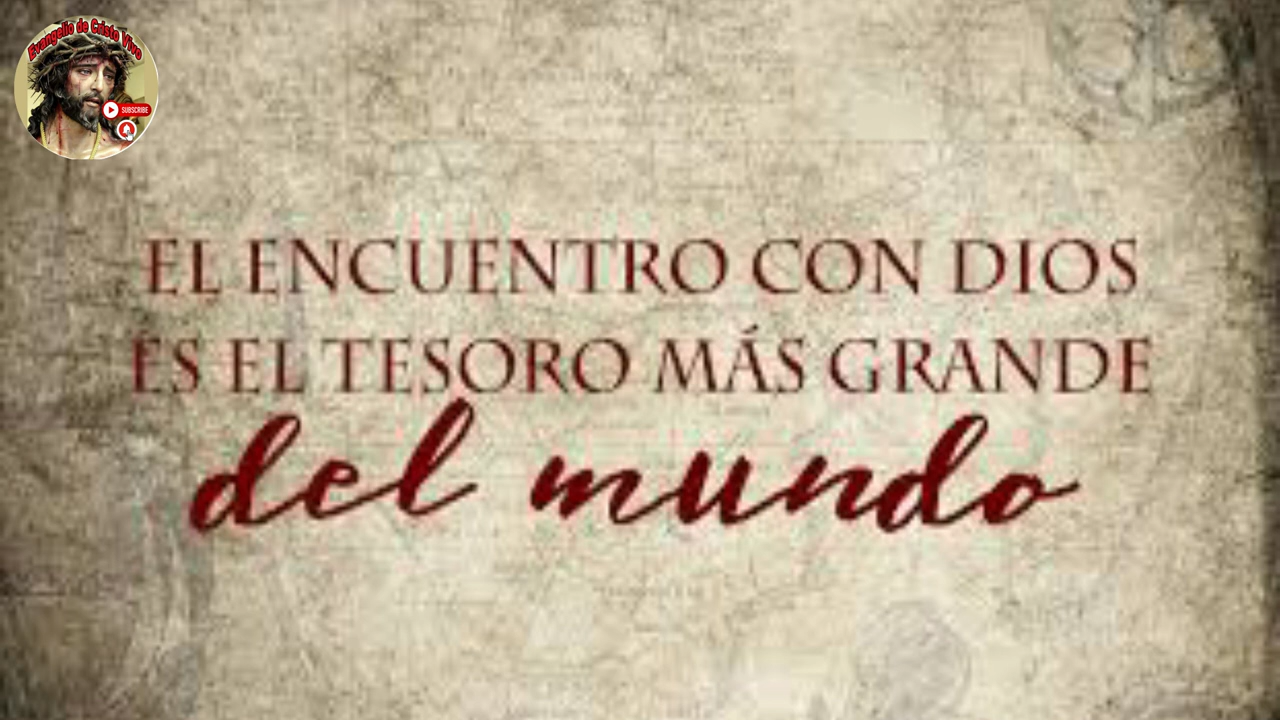 Evangelio de Cristo Vivo
SUBSCRIBE
EL ENCUENTRO CON DIOS
ES EL TESORO MÁS GRANDE
del mundo